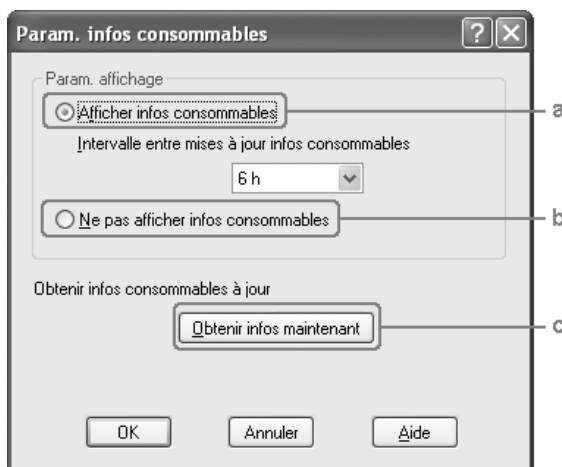 Param. infos consommables
Param. affichage
Afficher infos consommables
a
Intervalle entre mises à jour infos consommables
6 h
Ne pas afficher infos consommables
b
Obtenir infos consommables à jour
Obtenir infos maintenant
c
OK
Annuler
Aide